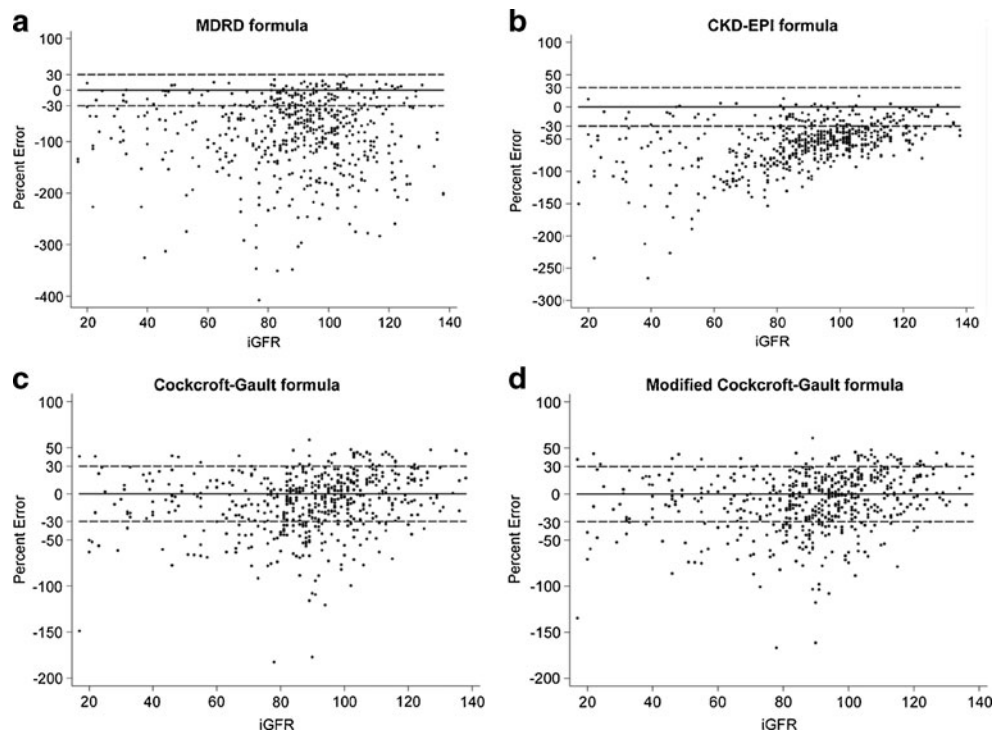 a
MDRD formula
100
30
0
-30
-100
-200
-300
-400
Percent Error
20 40 60 80 100 120 140
iGFR
b
CKD-EPI formula
100
50
30
0
-30
-50
-100
-150
-200
-250
-300
Percent Error
20 40 60 80 100 120 140
iGFR
c
Cockcroft-Gault formula
100
50
30
0
-30
-50
-100
-150
-200
Percent Error
20 40 60 80 100 120 140
iGFR
d
Modified Cockcroft-Gault formula
100
50
30
0
-30
-50
-100
-150
-200
Percent Error
20 40 60 80 100 120 140
iGFR